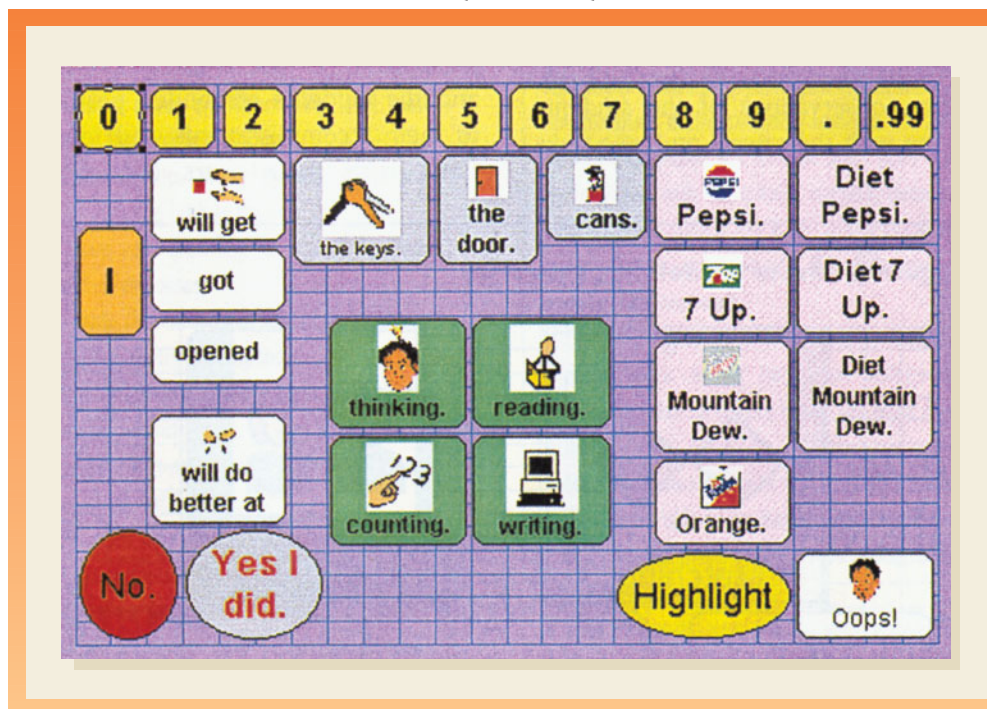 0 1 2 3 4 5 6 7 8 9 . .99
will get
the keys.
the
door.
cans.
Pepsi.
Diet
Pepsi.
I
got
7 Up.
Diet 7
Up.
opened
thinking.
reading.
Mountain
Dew.
Diet
Mountain
Dew.
will do
better at
counting.
123
writing.
Orange.
No.
Yes I
did.
Highlight
Oops!